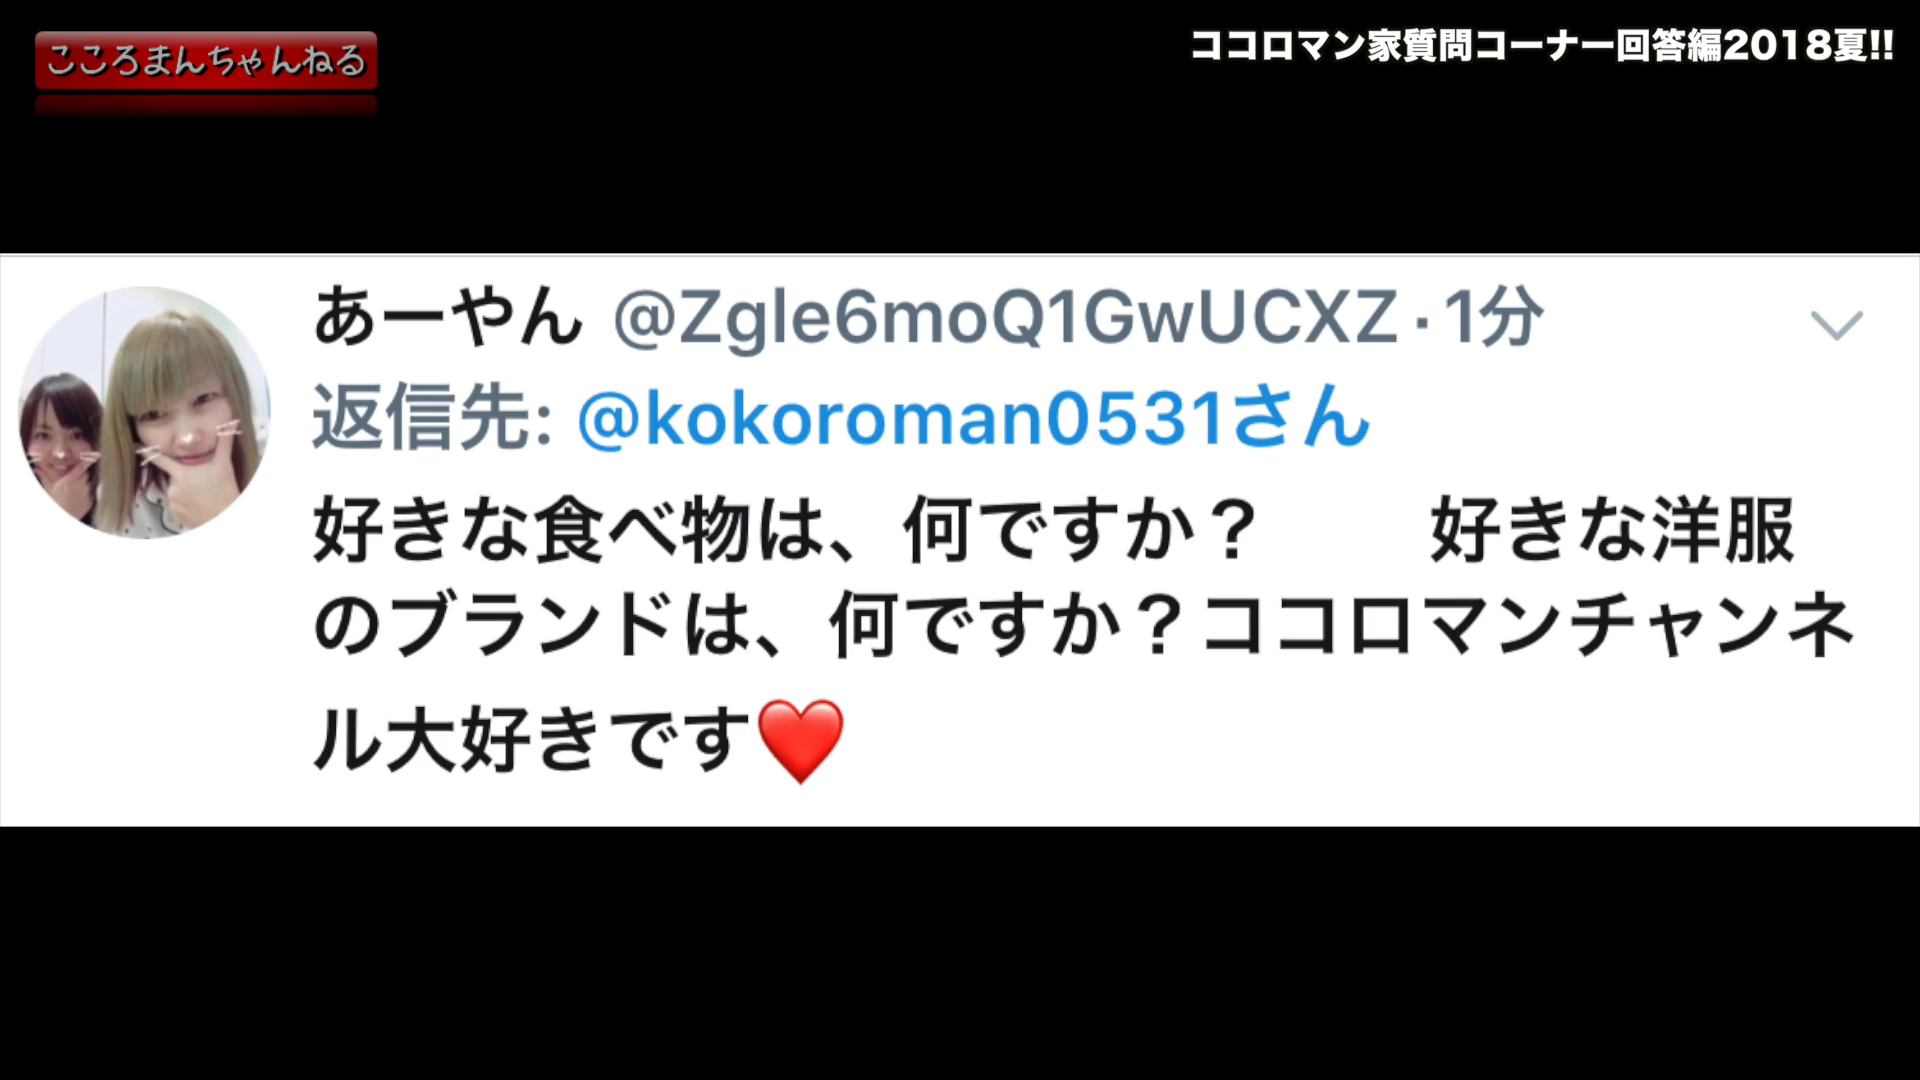 こころまんちゃんねる
ココロマン家質問コーナー回答編2018夏!!
あーやん @Zgle6moQ1GwUCXZ · 1分
返信先: @kokoroman0531さん
好きな食べ物は、何ですか？　　好きな洋服
のブランドは、何ですか？ココロマンチャンネ
ル大好きです❤️